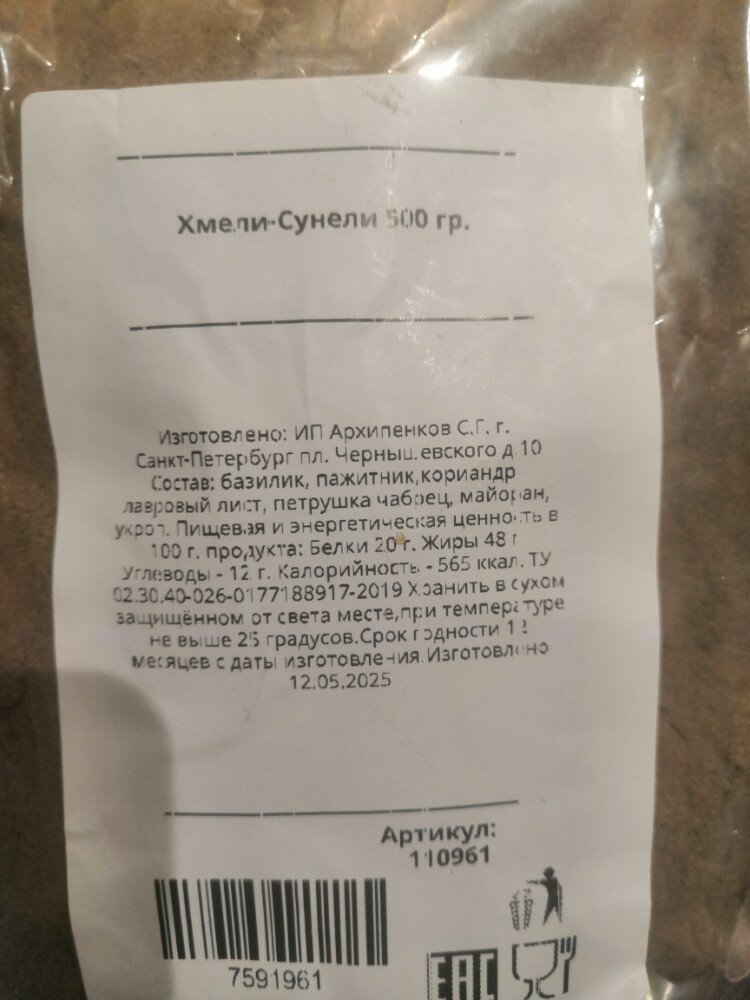 Хмели-Сунели 500 гр.
Изготовлено: ИП Архипенков С.Г. г.
Санкт-Петербург пл. Чернышевского д.10
Состав: базилик, пажитник,кориандр
лавровый лист, петрушка чабрец, майоран,
укроп. Пищевая и энергетическая ценность в
100 г. продукта: Белки 20 г. Жиры 48 г
Углеводы - 12 г. Калорийность - 565 ккал. ТУ
02.30.40-026-0177188917-2019 Хранить в сухом
защищённом от света месте,при температуре
не выше 25 градусов.Срок годности 12
месяцев с даты изготовления.Изготовлено
12.05.2025
Артикул:
110961
7591961
EAC